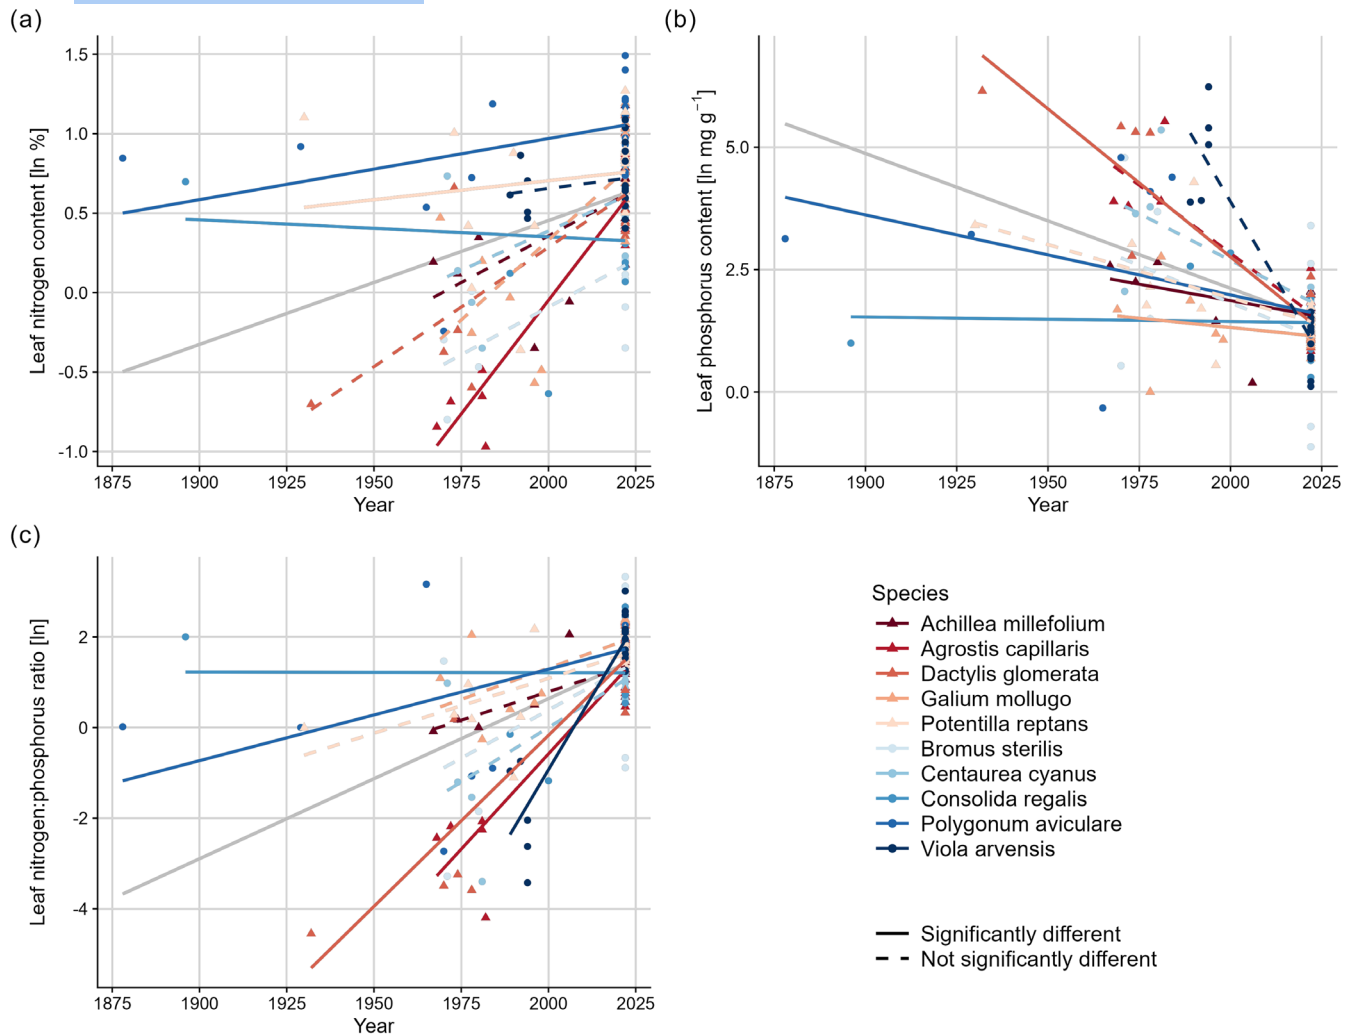 (a)
(b)
1.5
1.0
0.5
0.0
-0.5
-1.0
Leaf nitrogen content [ln %]
1875 1900 1925 1950 1975 2000 2025
Year
5.0
2.5
0.0
Leaf phosphorus content [ln mg g⁻¹]
1875 1900 1925 1950 1975 2000 2025
Year
(c)
2
0
-2
-4
Leaf nitrogen:phosphorus ratio [ln]
1875 1900 1925 1950 1975 2000 2025
Year
Species
Achillea millefolium
Agrostis capillaris
Dactylis glomerata
Galium mollugo
Potentilla reptans
Bromus sterilis
Centaurea cyanus
Consolida regalis
Polygonum aviculare
Viola arvensis
Significantly different
Not significantly different